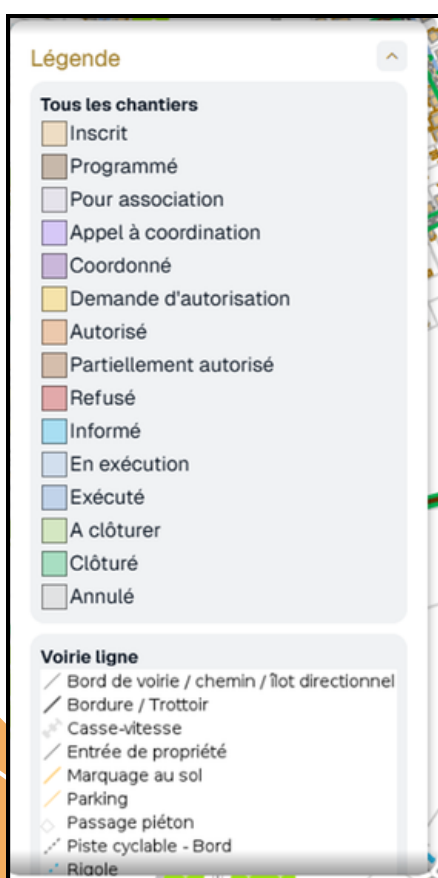 Légende
Tous les chantiers
Inscrit
Programmé
Pour association
Appel à coordination
Coordonné
Demande d'autorisation
Autorisé
Partiellement autorisé
Refusé
Informé
En exécution
Exécuté
A clôturer
Clôturé
Annulé
Voirie ligne
Bord de voirie / chemin / îlot directionnel
Bordure / Trottoir
Casse-vitesse
Entrée de propriété
Marquage au sol
Parking
Passage piéton
Piste cyclable - Bord
Rigole